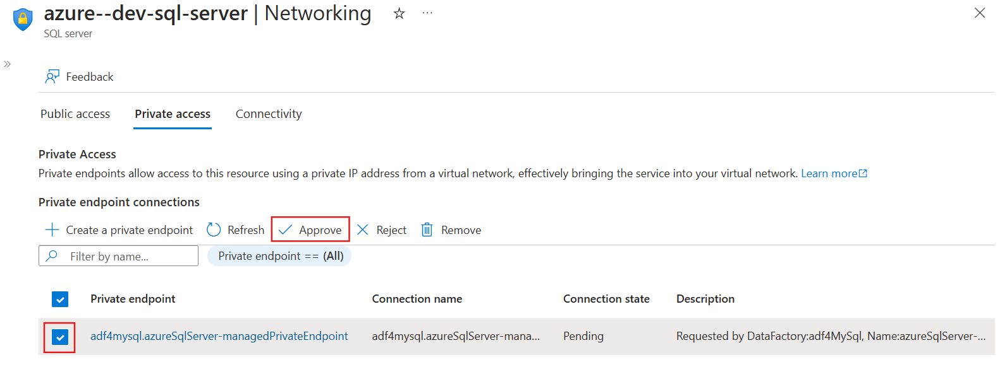 azure--dev-sql-server | Networking
SQL server
Feedback
Public access Private access Connectivity
Private Access
Private endpoints allow access to this resource using a private IP address from a virtual network, effectively bringing the service into your virtual network. Learn more
Private endpoint connections
Create a private endpoint Refresh Approve Reject Remove
Filter by name... Private endpoint == (All)
Private endpoint Connection name Connection state Description
adf4mysql.azureSqlServer-managedPrivateEndpoint adf4mysql.azureSqlServer-mana... Pending Requested by DataFactory:adf4MySql, Name:azureSqlServer-...